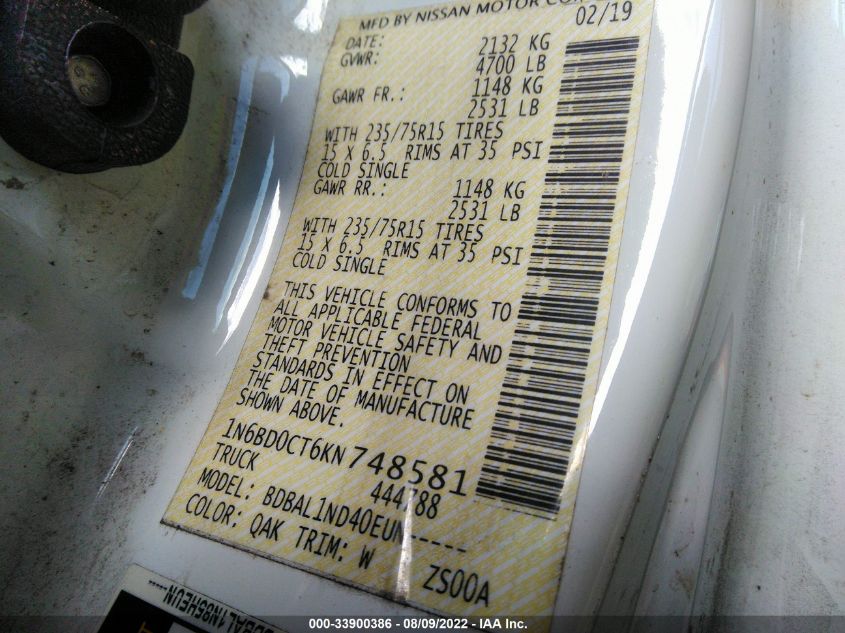 MFD BY NISSAN MOTOR CO
02/19
DATE:
GVWR: 2132 KG
4700 LB
GAWR FR.: 1148 KG
2531 LB
WITH 235/75R15 TIRES
15 X 6.5 RIMS AT 35 PSI
COLD SINGLE
GAWR RR.: 1148 KG
2531 LB
WITH 235/75R15 TIRES
15 X 6.5 RIMS AT 35 PSI
COLD SINGLE
THIS VEHICLE CONFORMS TO
ALL APPLICABLE FEDERAL
MOTOR VEHICLE SAFETY AND
THEFT PREVENTION
STANDARDS IN EFFECT ON
THE DATE OF MANUFACTURE
SHOWN ABOVE.
1N6BD0CT6KN748581
TRUCK 444788
MODEL: BDBAL1ND40EUN-----
COLOR: QAK TRIM: W ZS00A
000-33900386 - 08/09/2022 - IAA Inc.